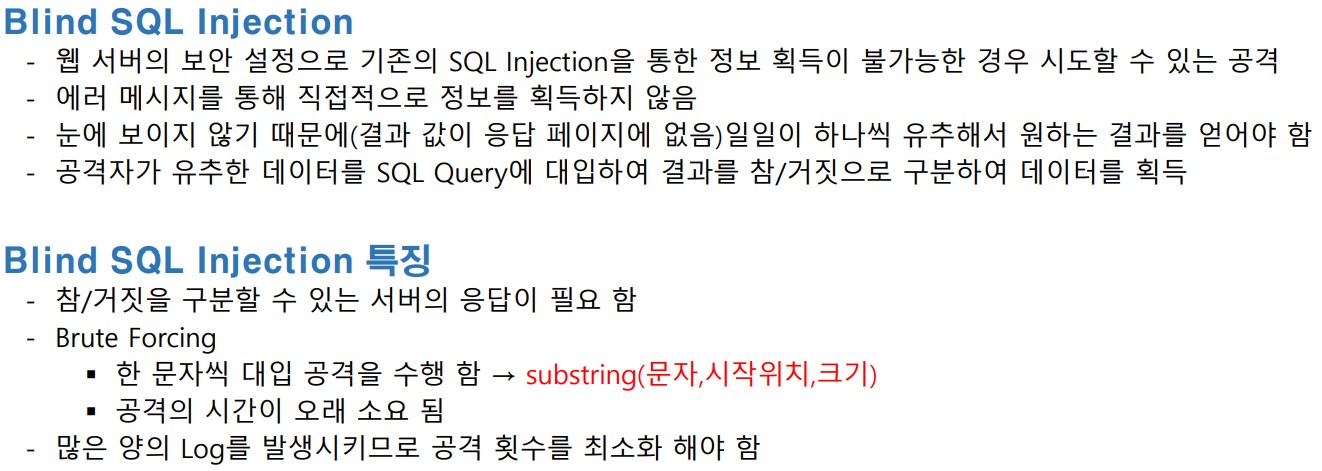 Blind SQL Injection
- 웹 서버의 보안 설정으로 기존의 SQL Injection을 통한 정보 획득이 불가능한 경우 시도할 수 있는 공격
- 에러 메시지를 통해 직접적으로 정보를 획득하지 않음
- 눈에 보이지 않기 때문에(결과 값이 응답 페이지에 없음)일일이 하나씩 유추해서 원하는 결과를 얻어야 함
- 공격자가 유추한 데이터를 SQL Query에 대입하여 결과를 참/거짓으로 구분하여 데이터를 획득
Blind SQL Injection 특징
- 참/거짓을 구분할 수 있는 서버의 응답이 필요 함
- Brute Forcing
▪ 한 문자씩 대입 공격을 수행 함 → substring(문자,시작위치,크기)
▪ 공격의 시간이 오래 소요 됨
- 많은 양의 Log를 발생시키므로 공격 횟수를 최소화 해야 함